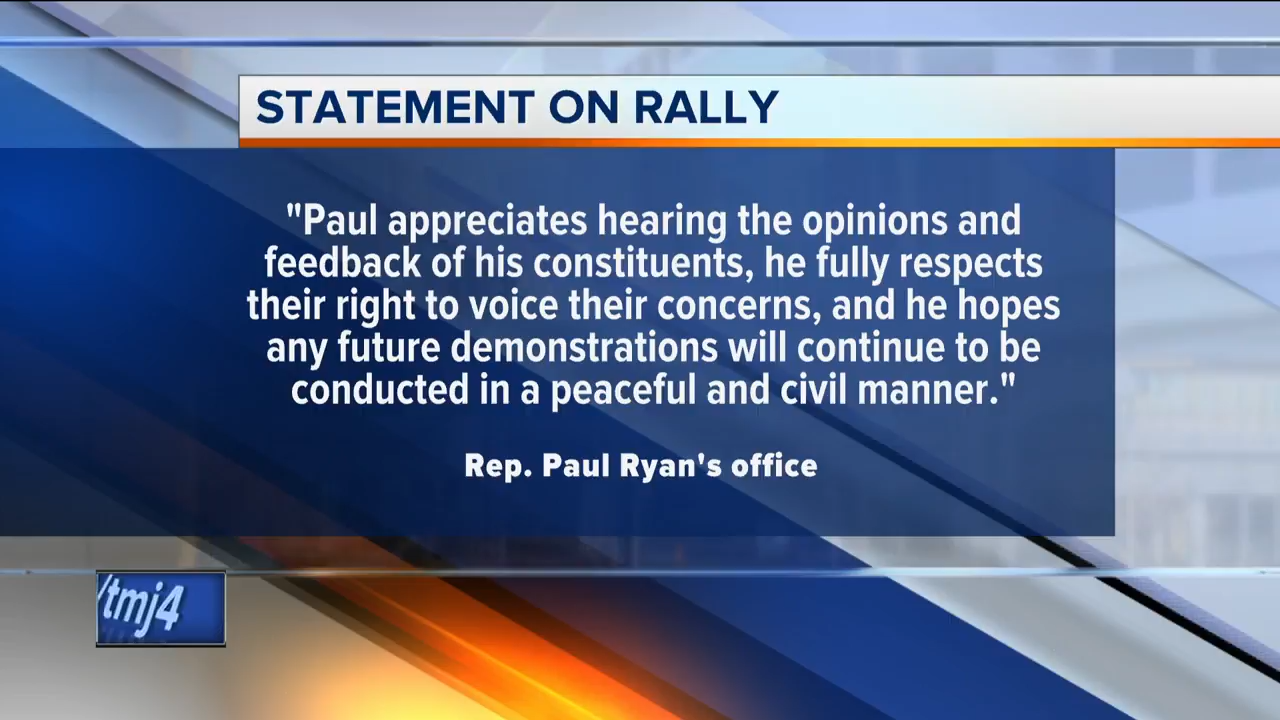 STATEMENT ON RALLY
"Paul appreciates hearing the opinions and
feedback of his constituents, he fully respects
their right to voice their concerns, and he hopes
any future demonstrations will continue to be
conducted in a peaceful and civil manner."
Rep. Paul Ryan's office
/tmj4